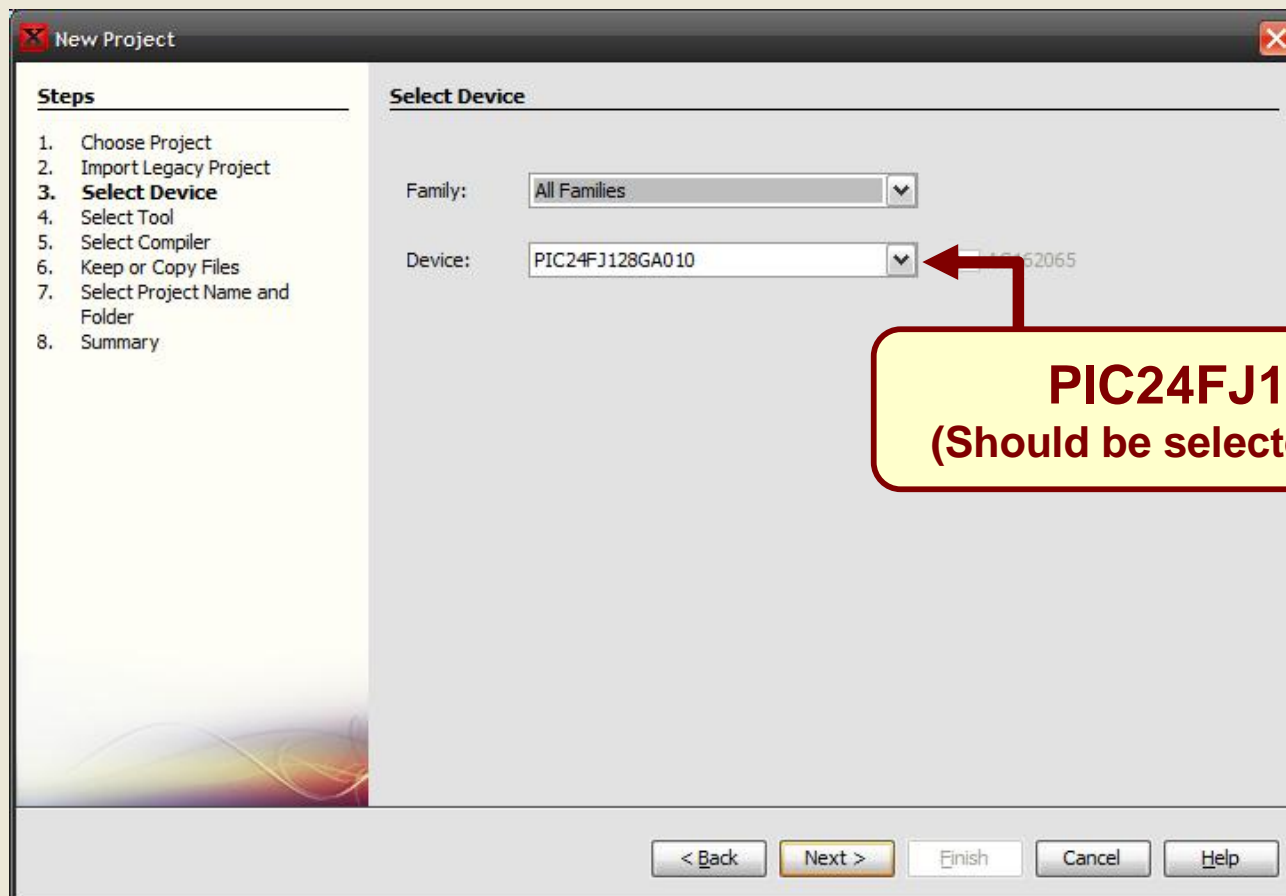 New Project
Steps
1. Choose Project
2. Import Legacy Project
3. Select Device
4. Select Tool
5. Select Compiler
6. Keep or Copy Files
7. Select Project Name and
Folder
8. Summary
Select Device
Family: All Families
Device: PIC24FJ128GA010
PIC24FJ1
(Should be select
< Back Next > Finish Cancel Help